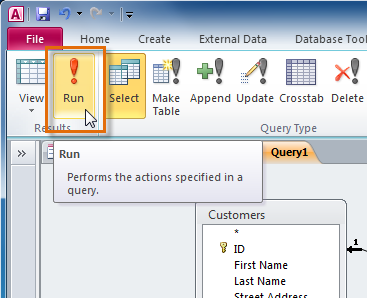 A
File Home Create External Data Database Tool
View Run Select Make Table Append Update Crosstab Delete
Results Query Type
Query1
Run
Performs the actions specified in a
query.
Customers
*
ID 1
First Name
Last Name
Street Address